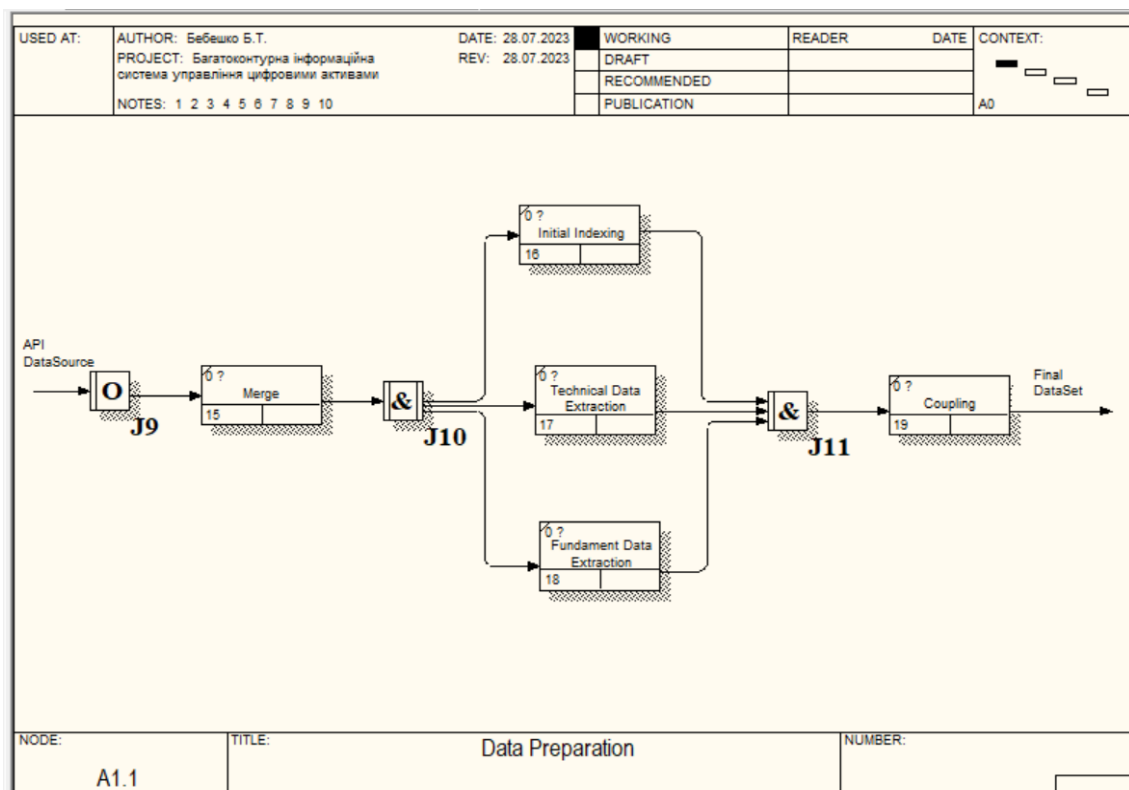 USED AT:
AUTHOR: Бебешко Б.Т.
DATE: 28.07.2023
PROJECT: Багатоконтурна інформаційна
система управління цифровими активами
REV: 28.07.2023
NOTES: 1 2 3 4 5 6 7 8 9 10
WORKING
DRAFT
RECOMMENDED
PUBLICATION
READER
DATE
CONTEXT:
A0
API
DataSource
O
J9
0 ?
Merge
15
&
J10
0 ?
Initial Indexing
16
0 ?
Technical Data
Extraction
17
0 ?
Fundament Data
Extraction
18
&
J11
0 ?
Coupling
19
Final
DataSet
NODE:
A1.1
TITLE:
Data Preparation
NUMBER: